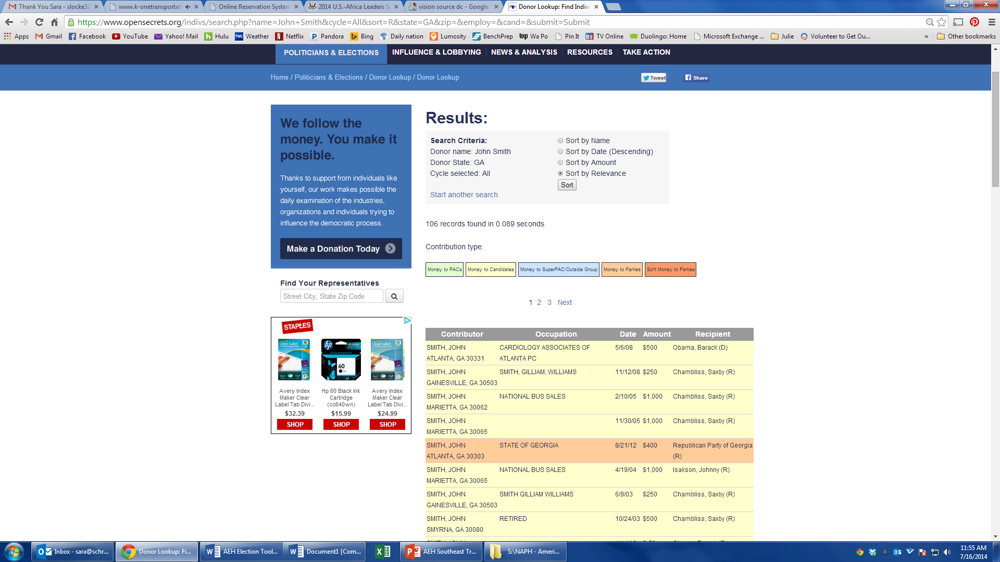 Thank You Sara - slocke32
www.k-onetransportati
Online Reservation System
2014 U.S.-Africa Leaders S
vision source dc - Google
Donor Lookup: Find Indivi
https://www.opensecrets.org/indivs/search.php?name=John+Smith&cycle=All&sort=R&state=GA&zip=&employ=&cand=&submit=Submit
Apps Gmail Facebook YouTube Yahoo! Mail Hulu Weather Netflix Pandora Bing Daily nation Lumosity BenchPrep Wa Po Pin It TV Online Duolingo: Home Microsoft Exchange ... Julie Volunteer to Get Ou... » Other bookmarks
POLITICIANS & ELECTIONS INFLUENCE & LOBBYING NEWS & ANALYSIS RESOURCES TAKE ACTION
Home / Politicians & Elections / Donor Lookup / Donor Lookup
Tweet
Share
We follow the
money. You make it
possible.
Thanks to support from individuals like
yourself, our work makes possible the
daily examination of the industries,
organizations and individuals trying to
influence the democratic process.
Make a Donation Today
Find Your Representatives
Street City, State Zip Code
STAPLES
Clear Label
hp
60
Clear Label
Avery Index
Maker Clear
Label Tab Divi...
$32.39
SHOP
Hp 60 Black Ink
Cartridge
(cc640wn)
$15.99
SHOP
Avery Index
Maker Clear
Label Tab Divi...
$24.99
SHOP
Results:
Search Criteria:
Donor name: John Smith
Donor State: GA
Cycle selected: All
Start another search
Sort by Name
Sort by Date (Descending)
Sort by Amount
Sort by Relevance
Sort
106 records found in 0.089 seconds.
Contribution type:
Money to PACs Money to Candidates Money to SuperPAC/Outside Group Money to Parties Soft Money to Parties
1 2 3 Next
Contributor Occupation Date Amount Recipient
SMITH, JOHN CARDIOLOGY ASSOCIATES OF 5/6/08 $500 Obama, Barack (D)
ATLANTA, GA 30331 ATLANTA PC
SMITH, JOHN SMITH, GILLIAM, WILLIAMS 11/12/08 $250 Chambliss, Saxby (R)
GAINESVILLE, GA 30503
SMITH, JOHN NATIONAL BUS SALES 2/10/05 $1,000 Chambliss, Saxby (R)
MARIETTA, GA 30062
SMITH, JOHN 11/30/05 $1,000 Chambliss, Saxby (R)
MARIETTA, GA 30065
SMITH, JOHN STATE OF GEORGIA 8/21/12 $400 Republican Party of Georgia
ATLANTA, GA 30303 (R)
SMITH, JOHN NATIONAL BUS SALES 4/19/04 $1,000 Isakson, Johnny (R)
MARIETTA, GA 30065
SMITH, JOHN SMITH GILLIAM WILLIAMS 6/9/03 $250 Chambliss, Saxby (R)
GAINESVILLE, GA 30503
SMITH, JOHN RETIRED 10/24/03 $500 Chambliss, Saxby (R)
SMYRNA, GA 30080
Inbox - sara@schr...
Donor Lookup: Fi...
AEH Election Tool...
Document1 [Com...
AEH Southeast Tr...
S:\NAPH - Ameri...
11:55 AM
7/16/2014